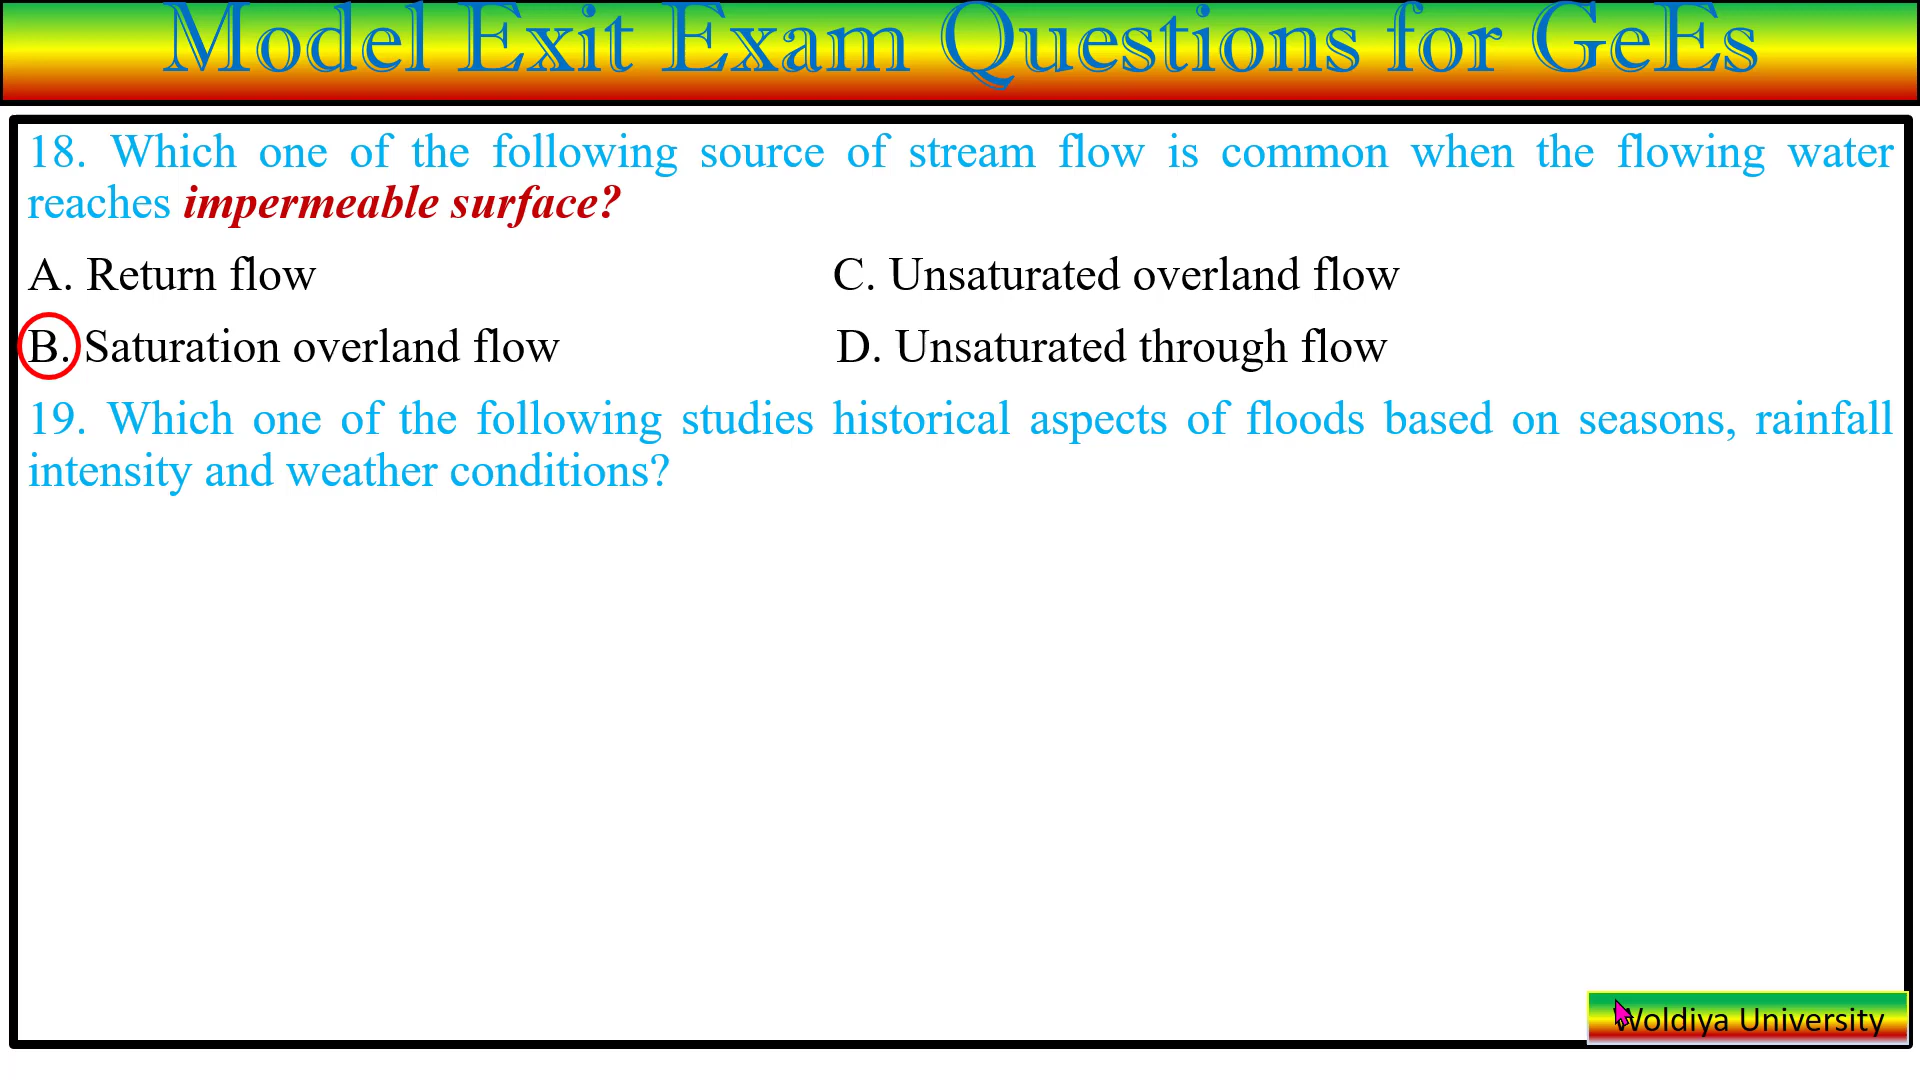 Model Exit Exam Questions for GeEs
18. Which one of the following source of stream flow is common when the flowing water
reaches impermeable surface?
A. Return flow
C. Unsaturated overland flow
B. Saturation overland flow
D. Unsaturated through flow
19. Which one of the following studies historical aspects of floods based on seasons, rainfall
intensity and weather conditions?
Woldiya University